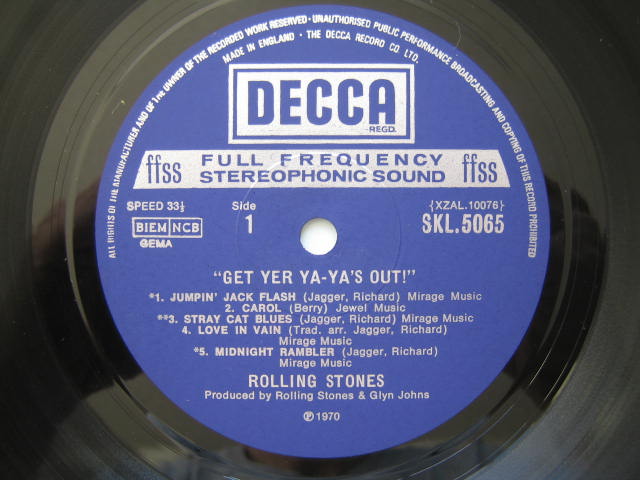 ALL RIGHTS OF THE MANUFACTURER AND OF THE OWNER OF THE RECORDED WORK RESERVED · UNAUTHORISED PUBLIC PERFORMANCE BROADCASTING AND COPYING OF THIS RECORD PROHIBITED
MADE IN ENGLAND · THE DECCA RECORD CO LTD.
DECCA
REGD.
ffss FULL FREQUENCY STEREOPHONIC SOUND ffss
SPEED 33⅓ Side 1 {XZAL.10076}
BIEM NCB SKL.5065
GEMA
"GET YER YA-YA'S OUT!"
*1. JUMPIN' JACK FLASH (Jagger, Richard) Mirage Music
2. CAROL (Berry) Jewel Music
**3. STRAY CAT BLUES (Jagger, Richard) Mirage Music
4. LOVE IN VAIN (Trad. arr. Jagger, Richard)
Mirage Music
*5. MIDNIGHT RAMBLER (Jagger, Richard)
Mirage Music
ROLLING STONES
Produced by Rolling Stones & Glyn Johns
℗ 1970